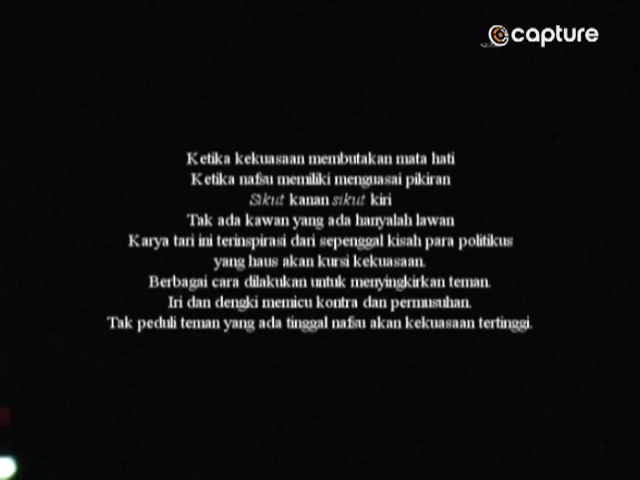 capture
Ketika kekuasaan membutakan mata hati
Ketika nafsu memiliki menguasai pikiran
Sikut kanan sikut kiri
Tak ada kawan yang ada hanyalah lawan
Karya tari ini terinspirasi dari sepenggal kisah para politikus
yang haus akan kursi kekuasaan.
Berbagai cara dilakukan untuk menyingkirkan teman.
Iri dan dengki memicu kontra dan permusuhan.
Tak peduli teman yang ada tinggal nafsu akan kekuasaan tertinggi.